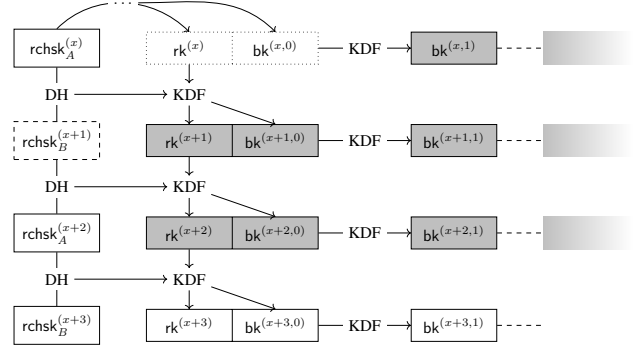 ...
rchsk_A^(x) rk^(x) bk^(x,0) KDF bk^(x,1)
DH KDF
rchsk_B^(x+1) rk^(x+1) bk^(x+1,0) KDF bk^(x+1,1)
DH KDF
rchsk_A^(x+2) rk^(x+2) bk^(x+2,0) KDF bk^(x+2,1)
DH KDF
rchsk_B^(x+3) rk^(x+3) bk^(x+3,0) KDF bk^(x+3,1)